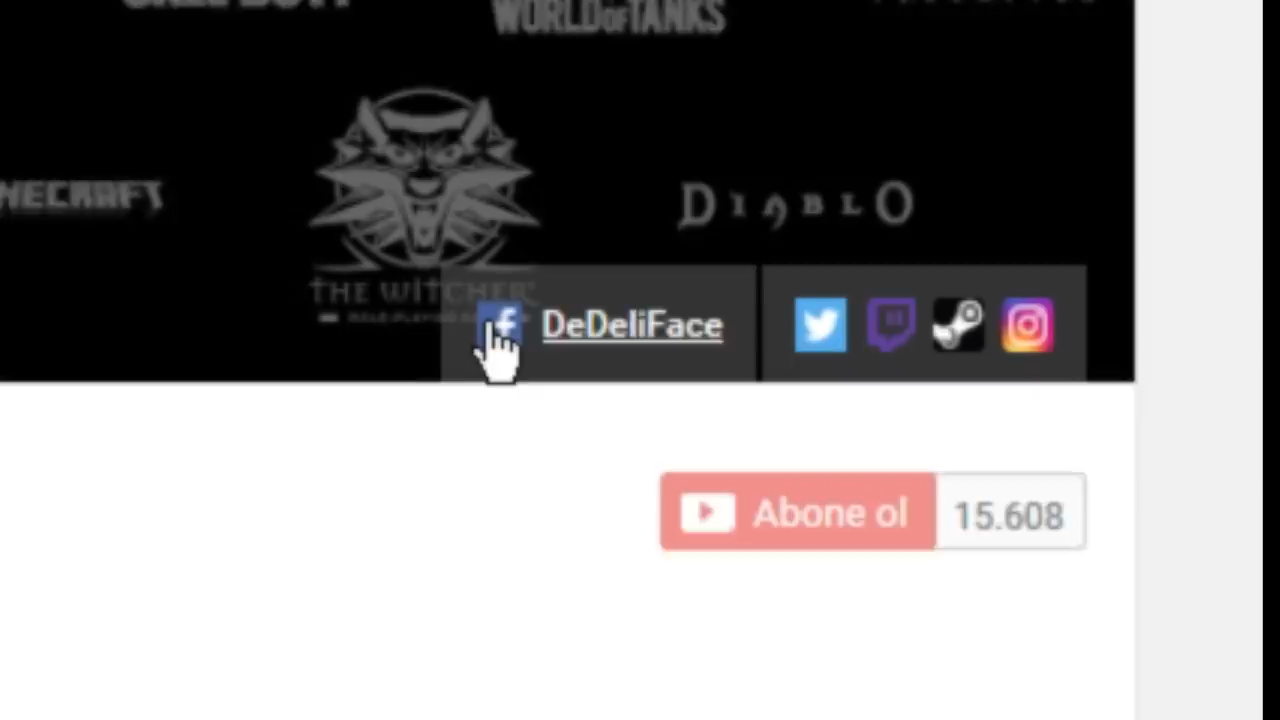 WORLD OF TANKS
NECRAFT
DIABLO
THE WITCHER
DeDeliFace
Abone ol
15.608